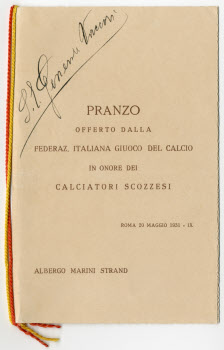 S. E. Vaccari
PRANZO
OFFERTO DALLA
FEDERAZ. ITALIANA GIUOCO DEL CALCIO
IN ONORE DEI
CALCIATORI SCOZZESI
ROMA 20 MAGGIO 1931 - IX.
ALBERGO MARINI STRAND